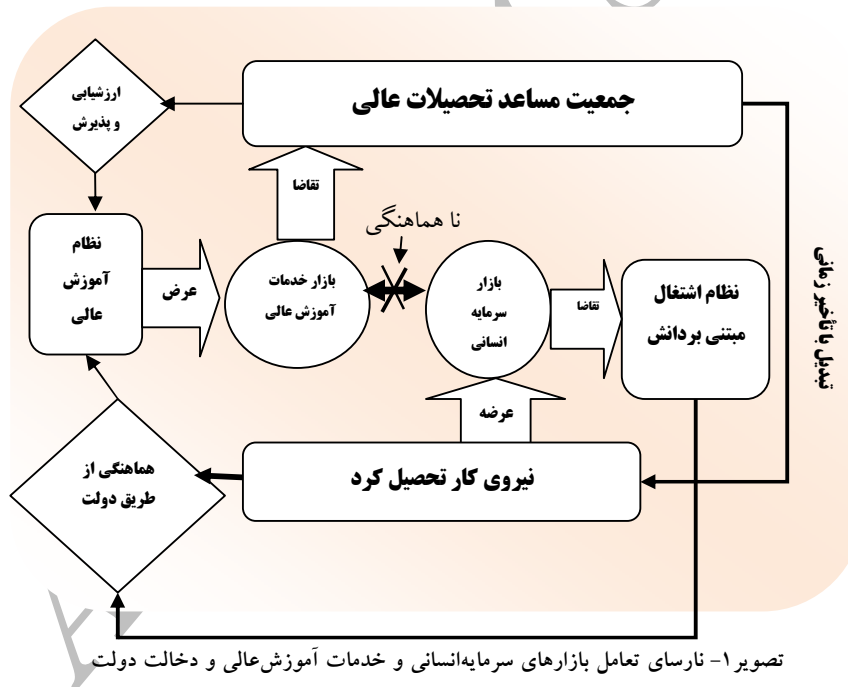 جمعیت مساعد تحصیلات عالی
ارزشیابی
و پذیرش
تقاضا
نا هماهنگی
نظام
آموزش
عالی
عرض
بازار خدمات
آموزش عالی
بازار
سرمایه
انسانی
تقاضا
نظام اشتغال
مبتنی بردانش
تبدیل با تأخیر زمانی
عرضه
هماهنگی از
طریق دولت
نیروی کار تحصیل کرد
تصویر۱- نارسای تعامل بازارهای سرمایه‌انسانی و خدمات آموزش‌عالی و دخالت دولت